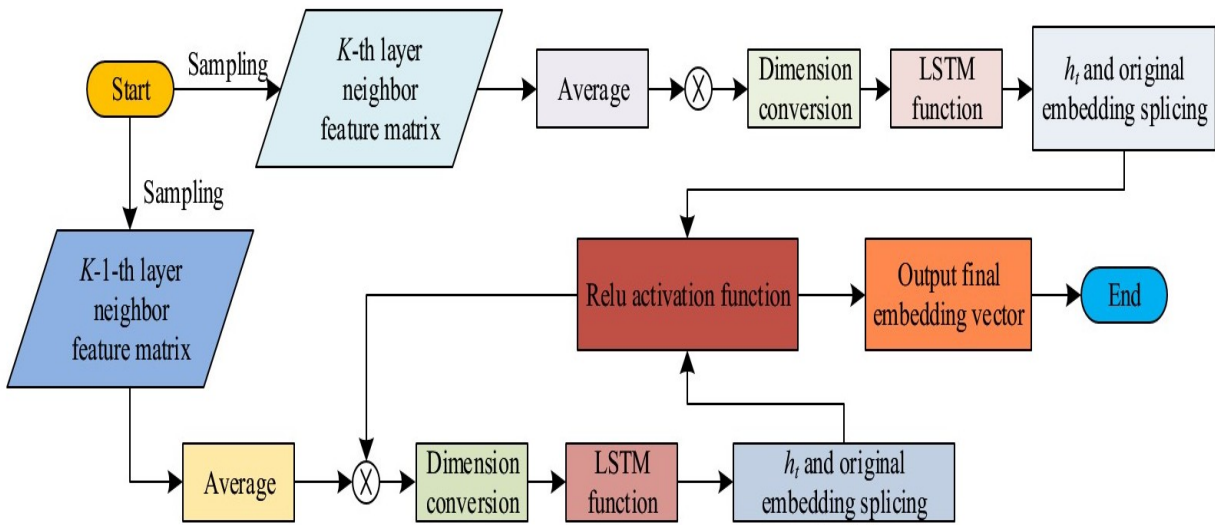 Start
Sampling
K-th layer
neighbor
feature matrix
Average
Dimension
conversion
LSTM
function
hₜ and original
embedding splicing
Sampling
K-1-th layer
neighbor
feature matrix
Relu activation function
Output final
embedding vector
End
Average
Dimension
conversion
LSTM
function
hₜ and original
embedding splicing